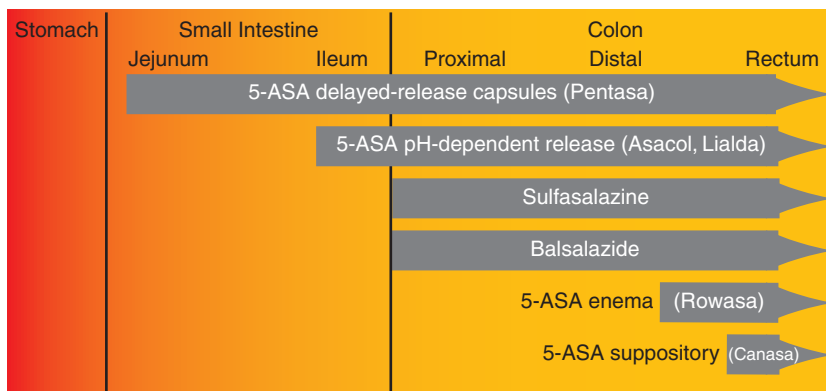 Stomach Small Intestine Colon
Jejunum Ileum Proximal Distal Rectum
5-ASA delayed-release capsules (Pentasa)
5-ASA pH-dependent release (Asacol, Lialda)
Sulfasalazine
Balsalazide
5-ASA enema (Rowasa)
5-ASA suppository (Canasa)